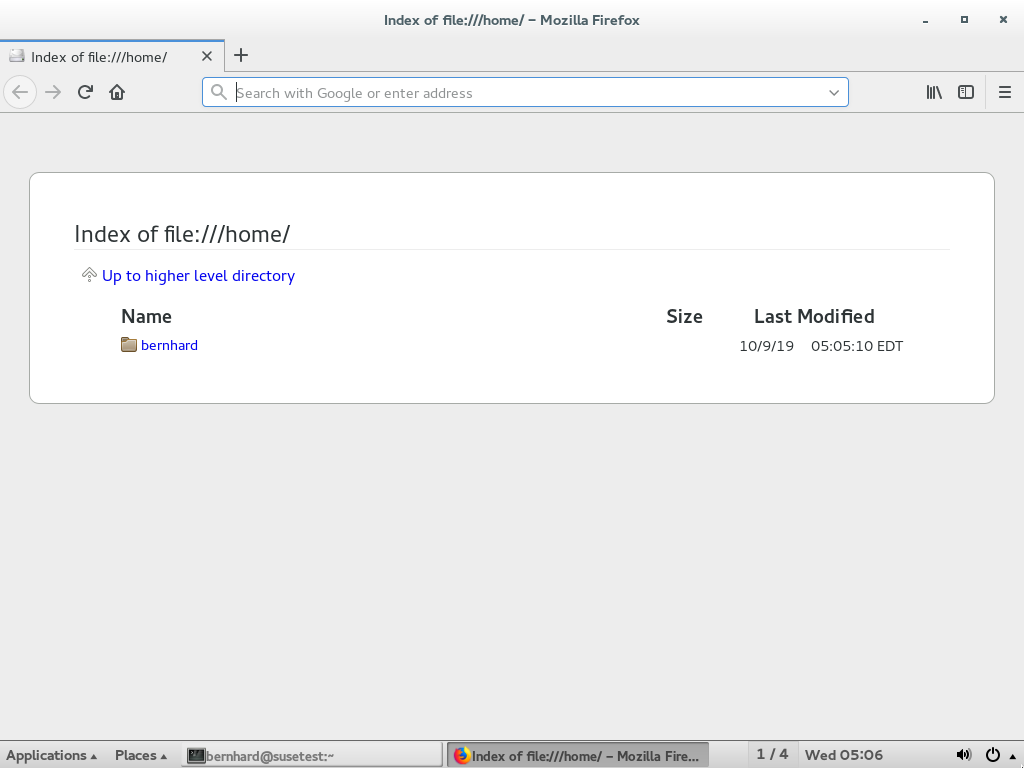 Index of file:///home/ – Mozilla Firefox
Index of file:///home/
Search with Google or enter address
Index of file:///home/
Up to higher level directory
Name Size Last Modified
bernhard 10/9/19 05:05:10 EDT
Applications Places bernhard@susetest:~ Index of file:///home/ – Mozilla Fire... 1 / 4 Wed 05:06